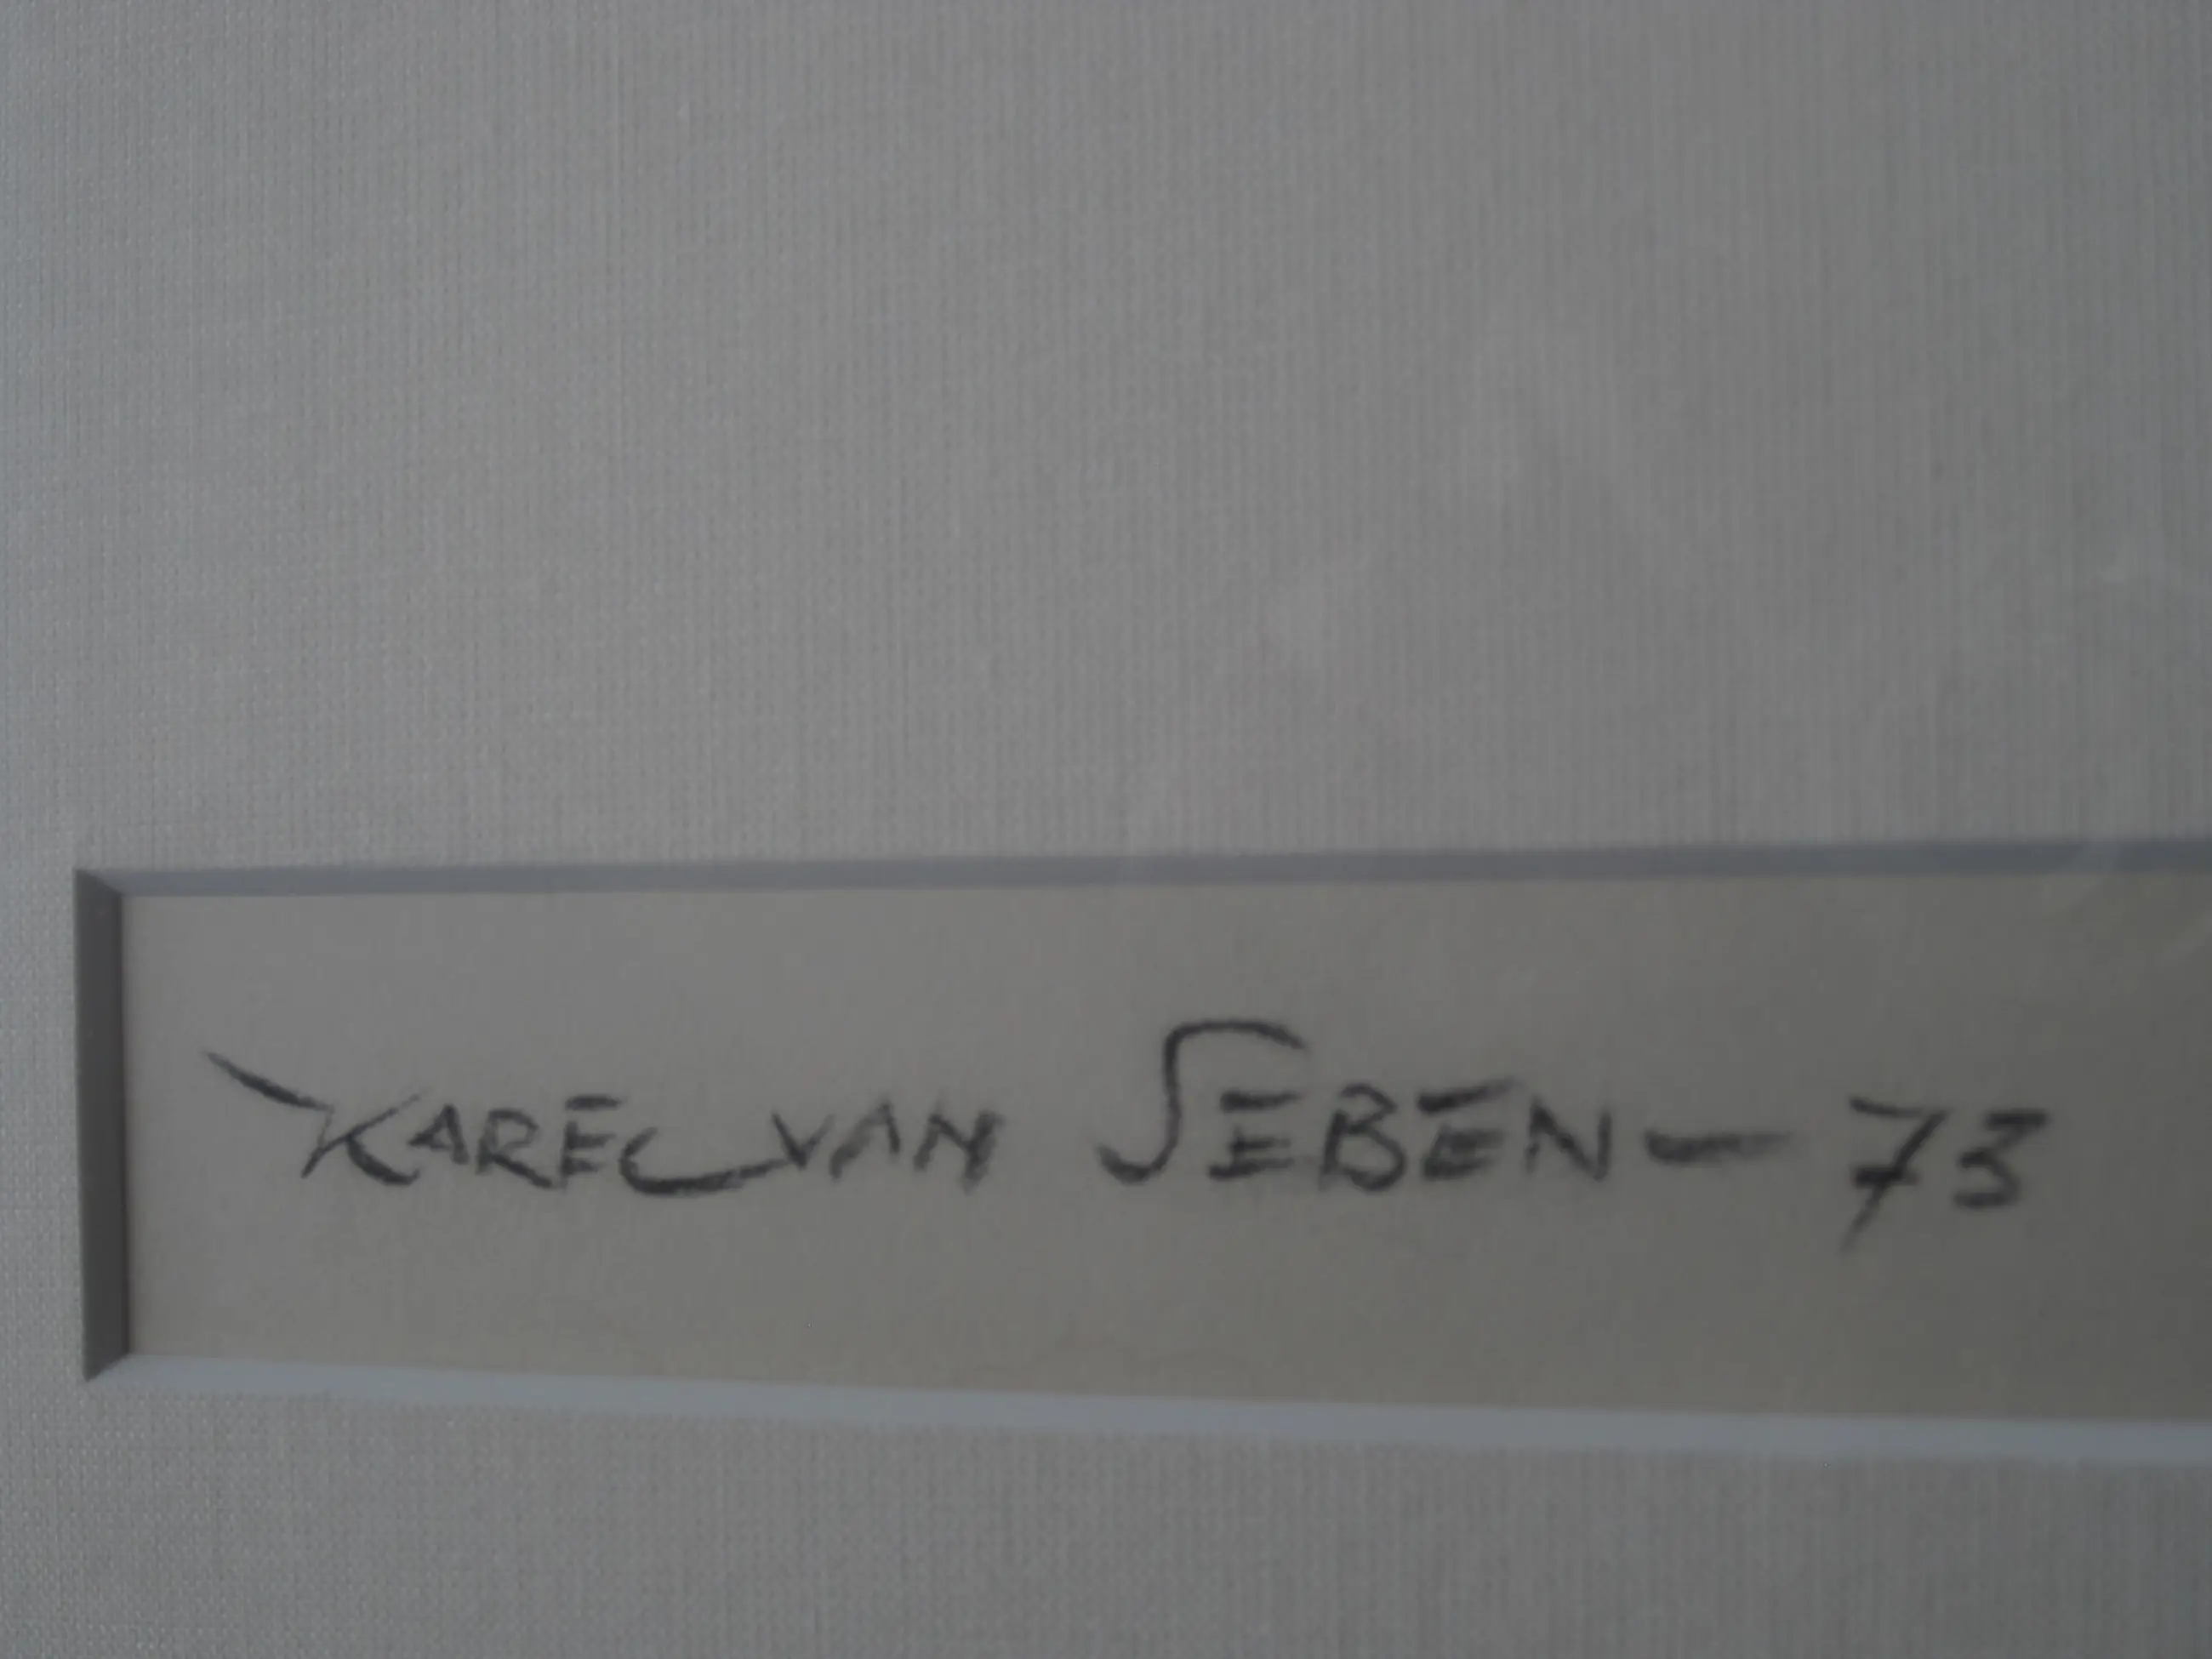 KAREL VAN SEBEN – 73